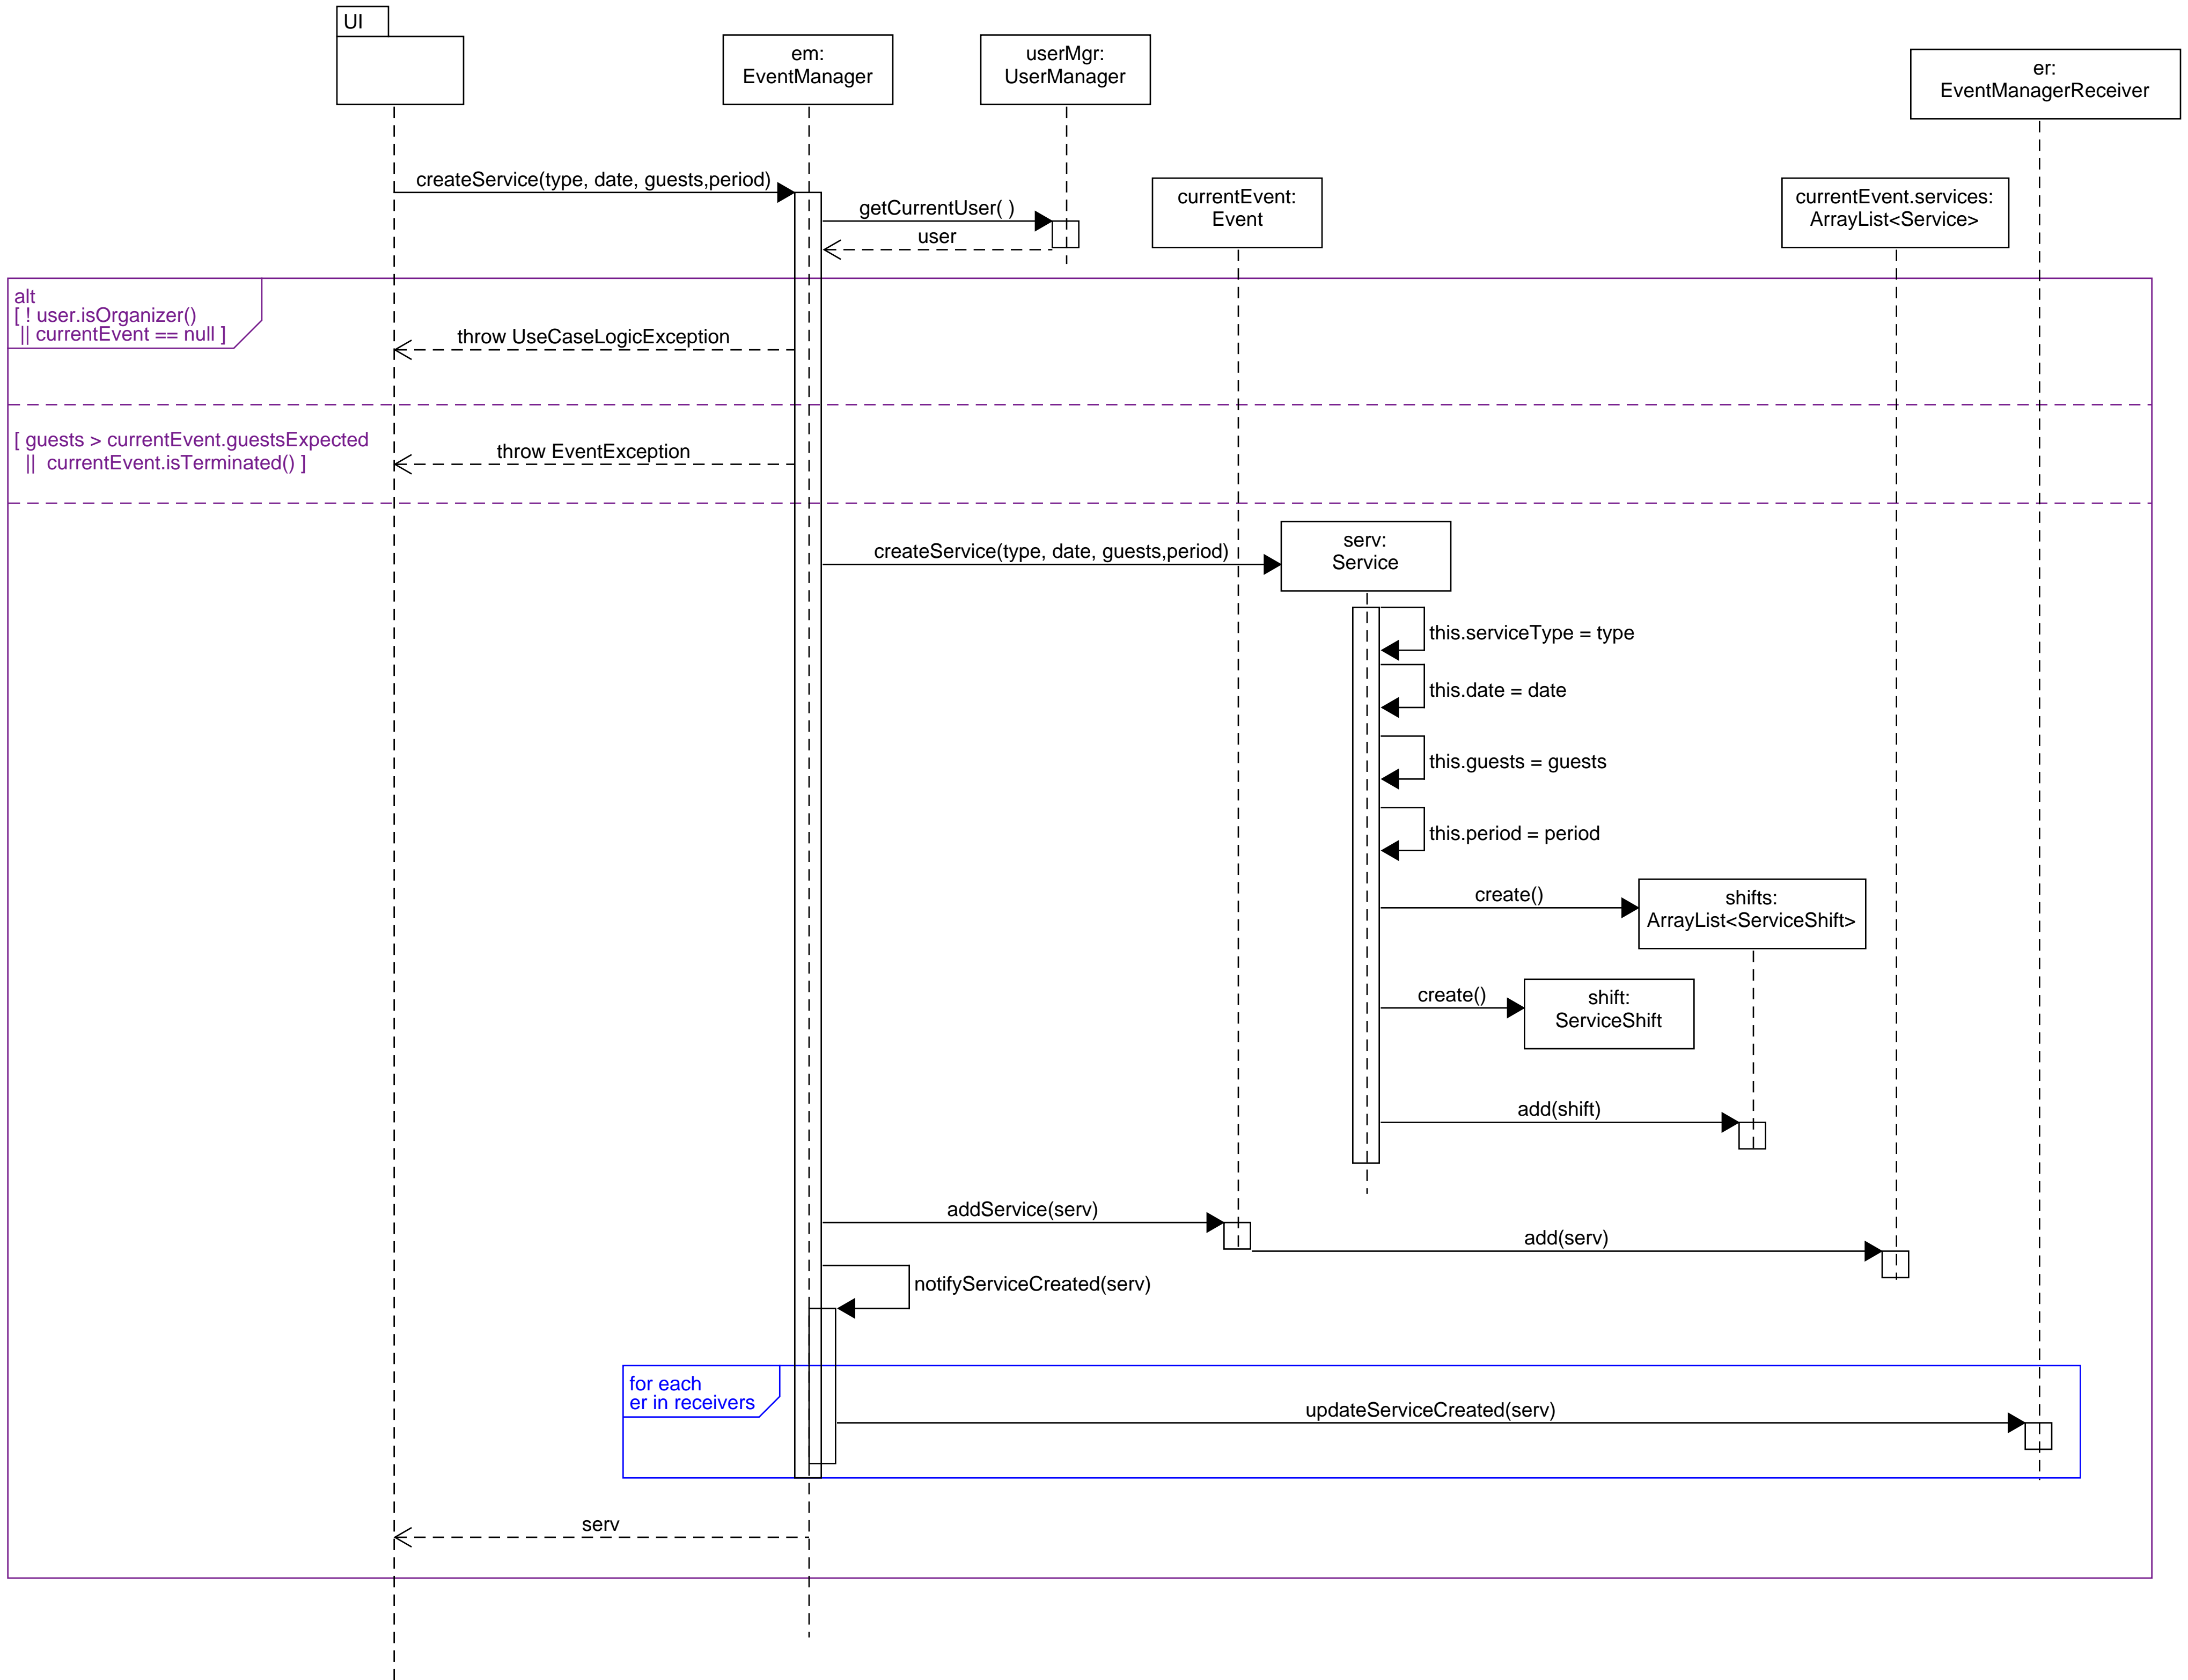 UI
em:
EventManager
userMgr:
UserManager
er:
EventManagerReceiver
createService(type, date, guests,period)
getCurrentUser( )
user
currentEvent:
Event
currentEvent.services:
ArrayList<Service>
alt
[ ! user.isOrganizer()
|| currentEvent == null ]
throw UseCaseLogicException
[ guests > currentEvent.guestsExpected
|| currentEvent.isTerminated() ]
throw EventException
createService(type, date, guests,period)
serv:
Service
this.serviceType = type
this.date = date
this.guests = guests
this.period = period
create()
shifts:
ArrayList<ServiceShift>
create()
shift:
ServiceShift
add(shift)
addService(serv)
add(serv)
notifyServiceCreated(serv)
for each
er in receivers
updateServiceCreated(serv)
serv